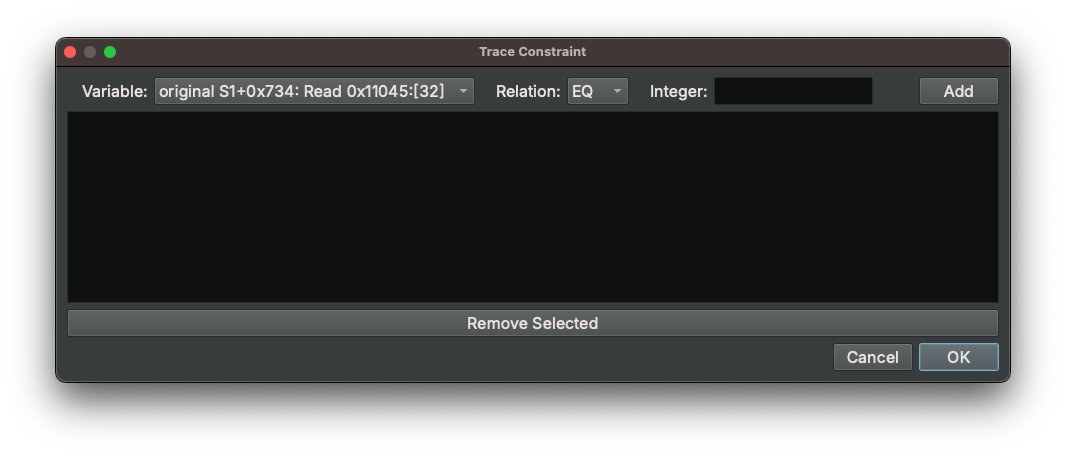 Trace Constraint
Variable: original S1+0x734: Read 0x11045:[32] Relation: EQ Integer: Add
Remove Selected
Cancel OK